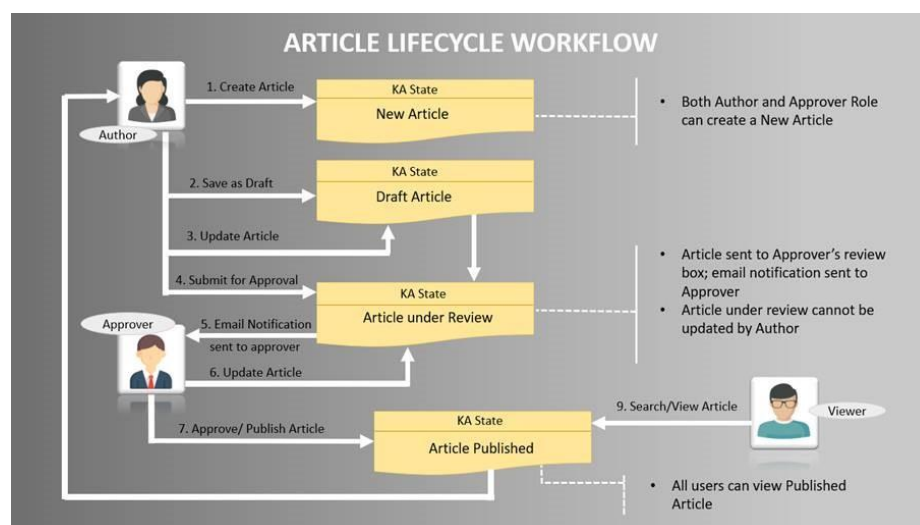 ARTICLE LIFECYCLE WORKFLOW
Author
1. Create Article
KA State
New Article
• Both Author and Approver Role
can create a New Article
2. Save as Draft
KA State
Draft Article
3. Update Article
4. Submit for Approval
KA State
Article under Review
• Article sent to Approver’s review
box; email notification sent to
Approver
• Article under review cannot be
updated by Author
Approver
5. Email Notification
sent to approver
6. Update Article
7. Approve/ Publish Article
KA State
Article Published
9. Search/View Article
Viewer
• All users can view Published
Article